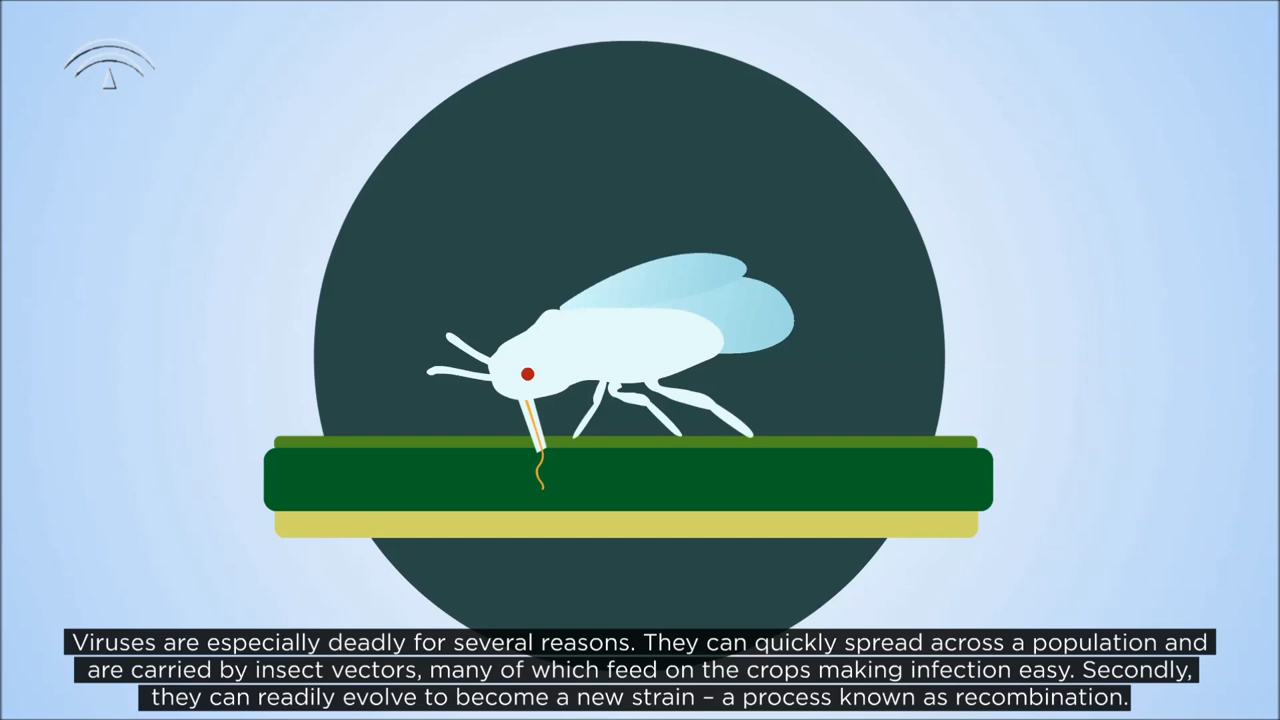 Viruses are especially deadly for several reasons. They can quickly spread across a population and
are carried by insect vectors, many of which feed on the crops making infection easy. Secondly,
they can readily evolve to become a new strain – a process known as recombination.